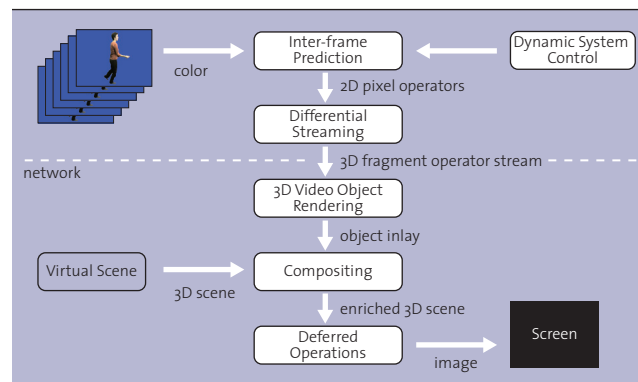 Inter-frame
Prediction
Dynamic System
Control
color
2D pixel operators
Differential
Streaming
network
3D fragment operator stream
3D Video Object
Rendering
object inlay
Virtual Scene
3D scene
Compositing
enriched 3D scene
Deferred
Operations
image
Screen